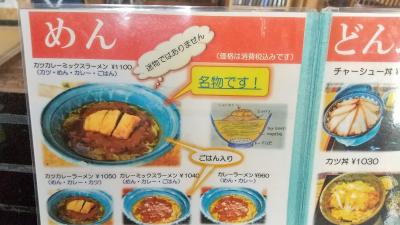 めん
迷物ではありません
(価格は消費税込みです)
カツカレーミックスラーメン ¥1100
(カツ・めん・カレー・ごはん)
名物です!
ごはん入り
カツカレーラーメン ¥1050
(めん・カレー・カツ)
カレーミックスラーメン ¥1040
(めん・カレー・ごはん)
カレーラーメン ¥960
(めん・カレー)
チャーシュー丼
カツ丼 ¥1030